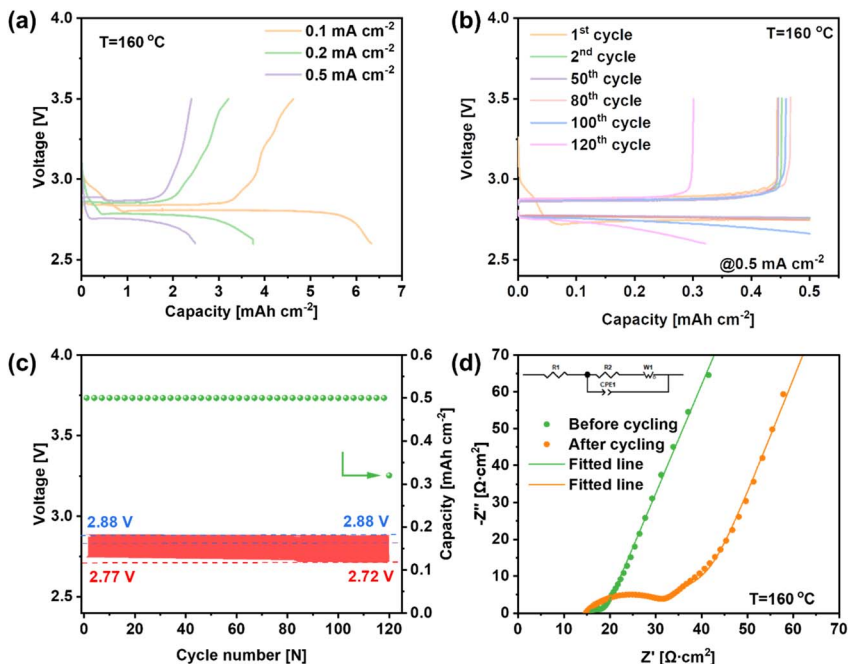 (a)
T=160 °C
0.1 mA cm⁻²
0.2 mA cm⁻²
0.5 mA cm⁻²
4.0
3.5
3.0
2.5
Voltage [V]
0 1 2 3 4 5 6 7
Capacity [mAh cm⁻²]
(b)
T=160 °C
1ˢᵗ cycle
2ⁿᵈ cycle
50ᵗʰ cycle
80ᵗʰ cycle
100ᵗʰ cycle
120ᵗʰ cycle
@0.5 mA cm⁻²
4.0
3.5
3.0
2.5
Voltage [V]
0.0 0.1 0.2 0.3 0.4 0.5
Capacity [mAh cm⁻²]
(c)
4.0
3.5
3.0
2.5
Voltage [V]
2.88 V 2.88 V
2.77 V 2.72 V
0.6
0.5
0.4
0.3
0.2
0.1
0.0
Capacity [mAh cm⁻²]
0 20 40 60 80 100 120
Cycle number [N]
(d)
R1 R2 W1
CPE1
Before cycling
After cycling
Fitted line
Fitted line
T=160 °C
70
60
50
40
30
20
10
0
-Z'' [Ω·cm²]
0 10 20 30 40 50 60 70
Z' [Ω·cm²]